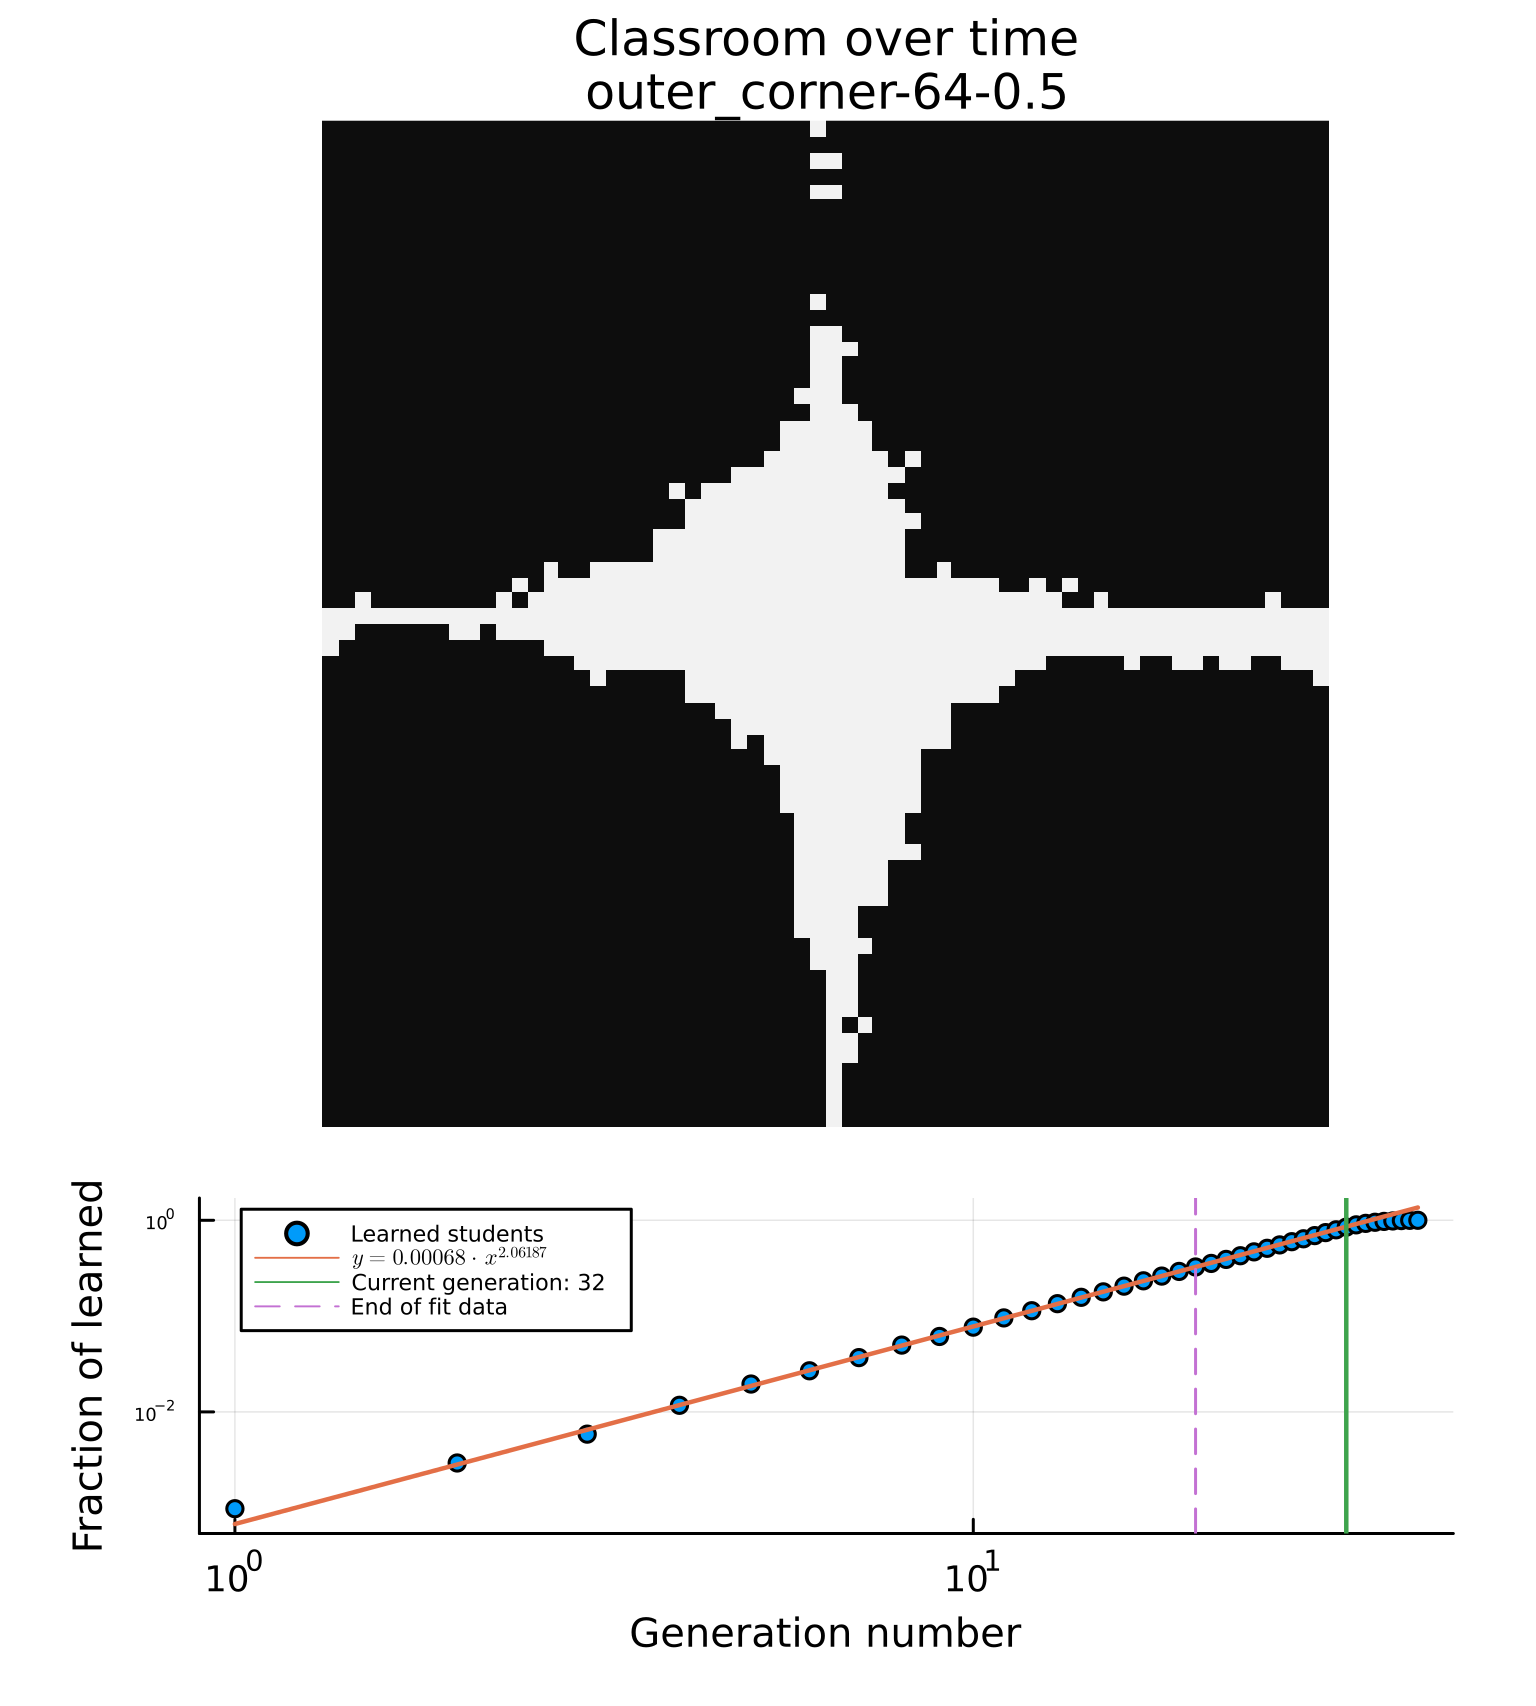 Classroom over time
outer_corner-64-0.5
Fraction of learned
10^0
10^-2
Learned students
y = 0.00068 · x^2.06187
Current generation: 32
End of fit data
10^0
10^1
Generation number